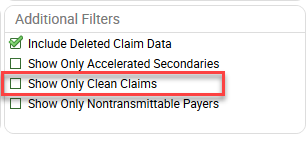 Additional Filters
Include Deleted Claim Data
Show Only Accelerated Secondaries
Show Only Clean Claims
Show Only Nontransmittable Payers